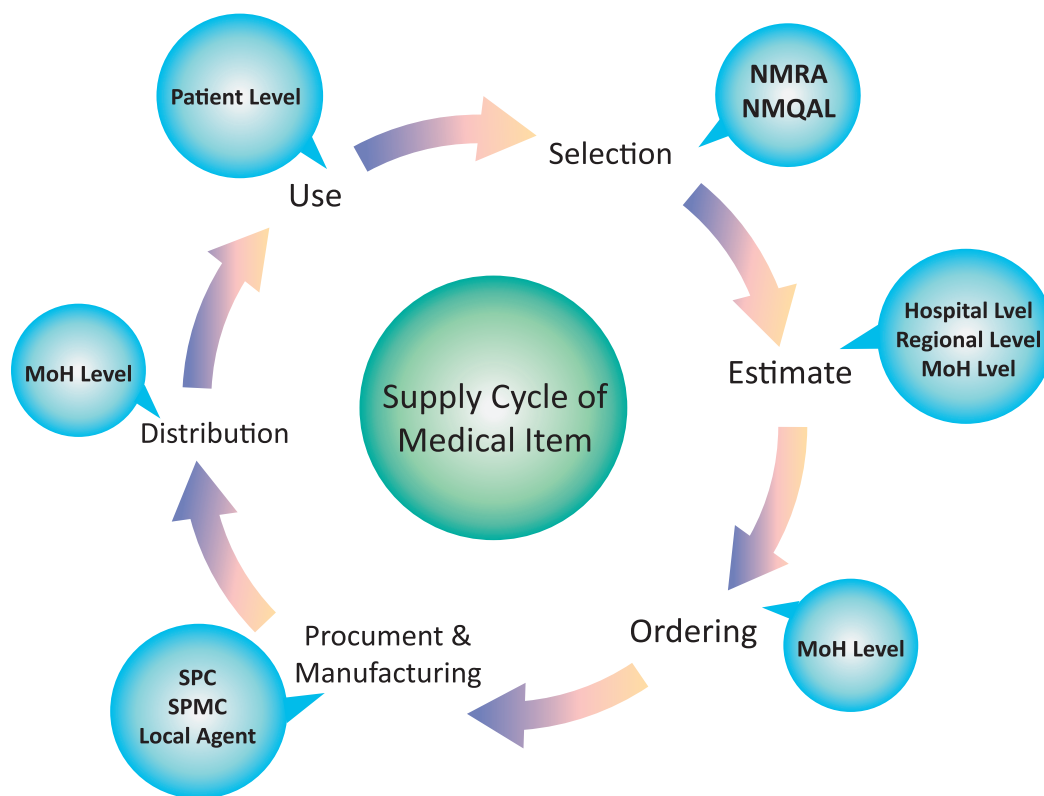 Supply Cycle of
Medical Item
NMRA
NMQAL
Selection
Hospital Lvel
Regional Level
MoH Lvel
Estimate
MoH Level
Ordering
SPC
SPMC
Local Agent
Procument &
Manufacturing
MoH Level
Distribution
Patient Level
Use